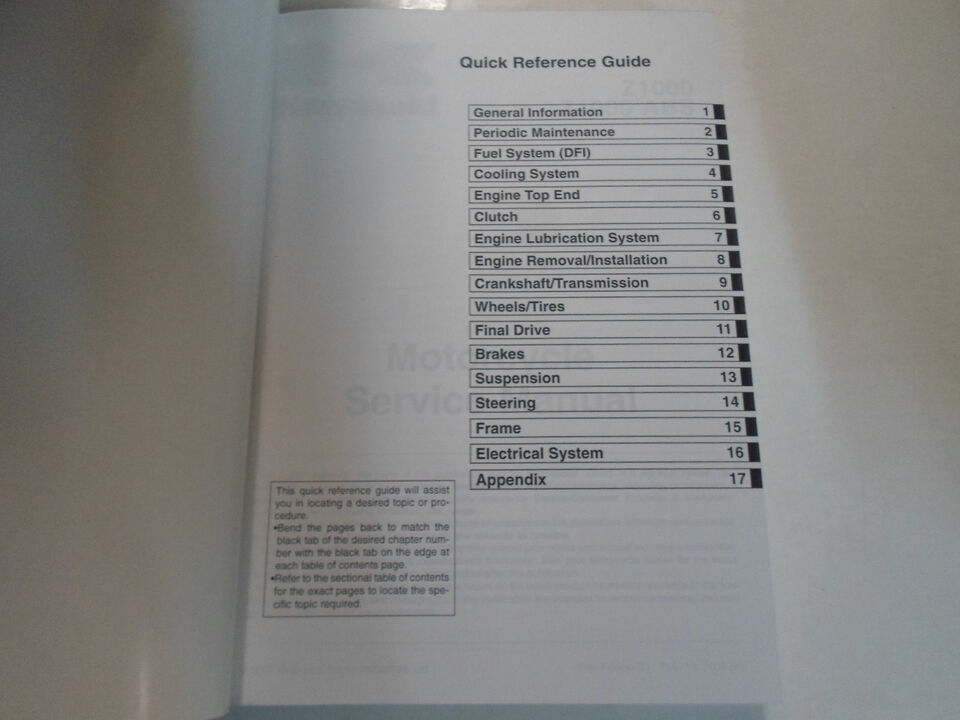 Quick Reference Guide
Z1000
General Information 1
Periodic Maintenance 2
Fuel System (DFI) 3
Cooling System 4
Engine Top End 5
Clutch 6
Engine Lubrication System 7
Engine Removal/Installation 8
Crankshaft/Transmission 9
Wheels/Tires 10
Final Drive 11
Brakes 12
Suspension 13
Steering 14
Frame 15
Electrical System 16
Appendix 17
Motorcycle
Service Manual
This quick reference guide will assist
you in locating a desired topic or pro-
cedure.
•Bend the pages back to match the
black tab of the desired chapter num-
ber with the black tab on the edge at
each table of contents page.
•Refer to the sectional table of contents
for the exact pages to locate the spe-
cific topic required.